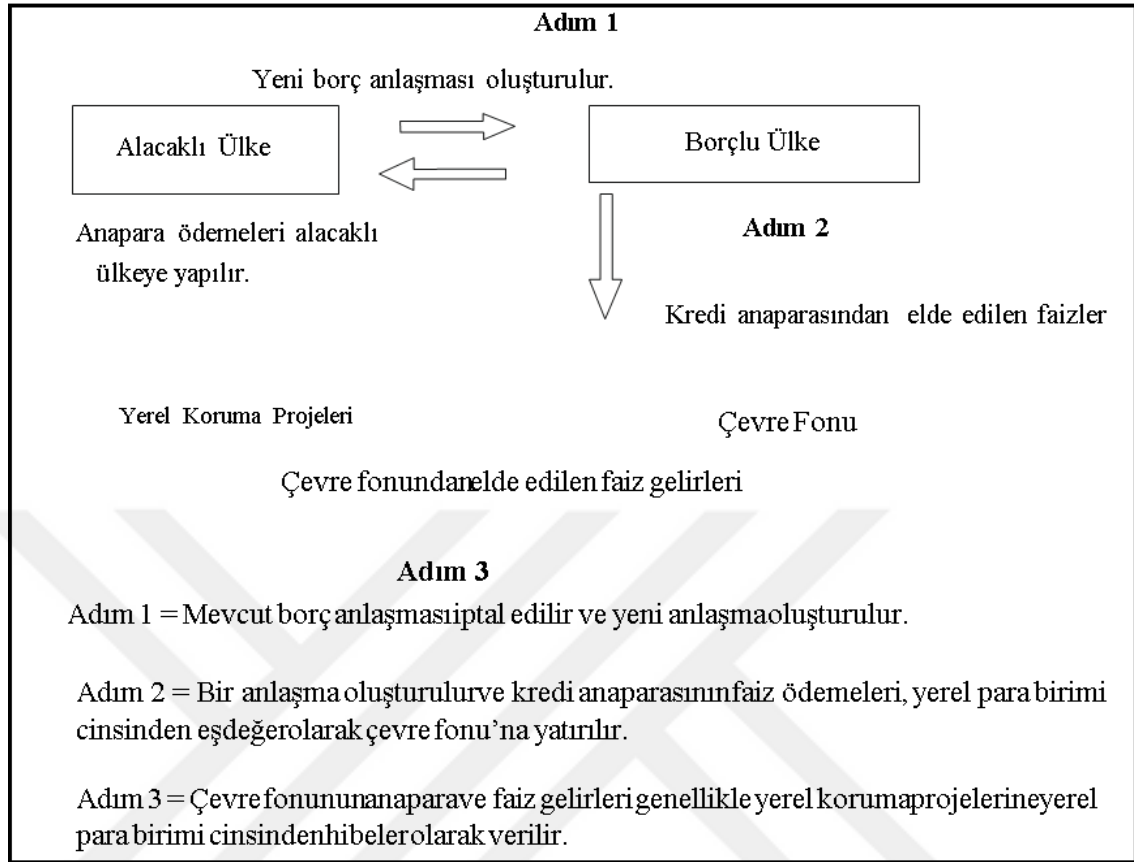 Adım 1
Yeni borç anlaşması oluşturulur.
Alacaklı Ülke
Borçlu Ülke
Anapara ödemeleri alacaklı
ülkeye yapılır.
Adım 2
Kredi anaparasından elde edilen faizler
Yerel Koruma Projeleri
Çevre Fonu
Çevre fonundanelde edilen faiz gelirleri
Adım 3
Adım 1 = Mevcut borç anlaşmasıiptal edilir ve yeni anlaşmaoluşturulur.
Adım 2 = Bir anlaşma oluşturulurve kredi anaparasınınfaiz ödemeleri, yerel para birimi
cinsinden eşdeğerolarak çevre fonu’na yatırılır.
Adım 3 = Çevre fonununanaparave faiz gelirleri genellikle yerel korumaprojelerineyerel
para birimi cinsindenhibeler olarak verilir.